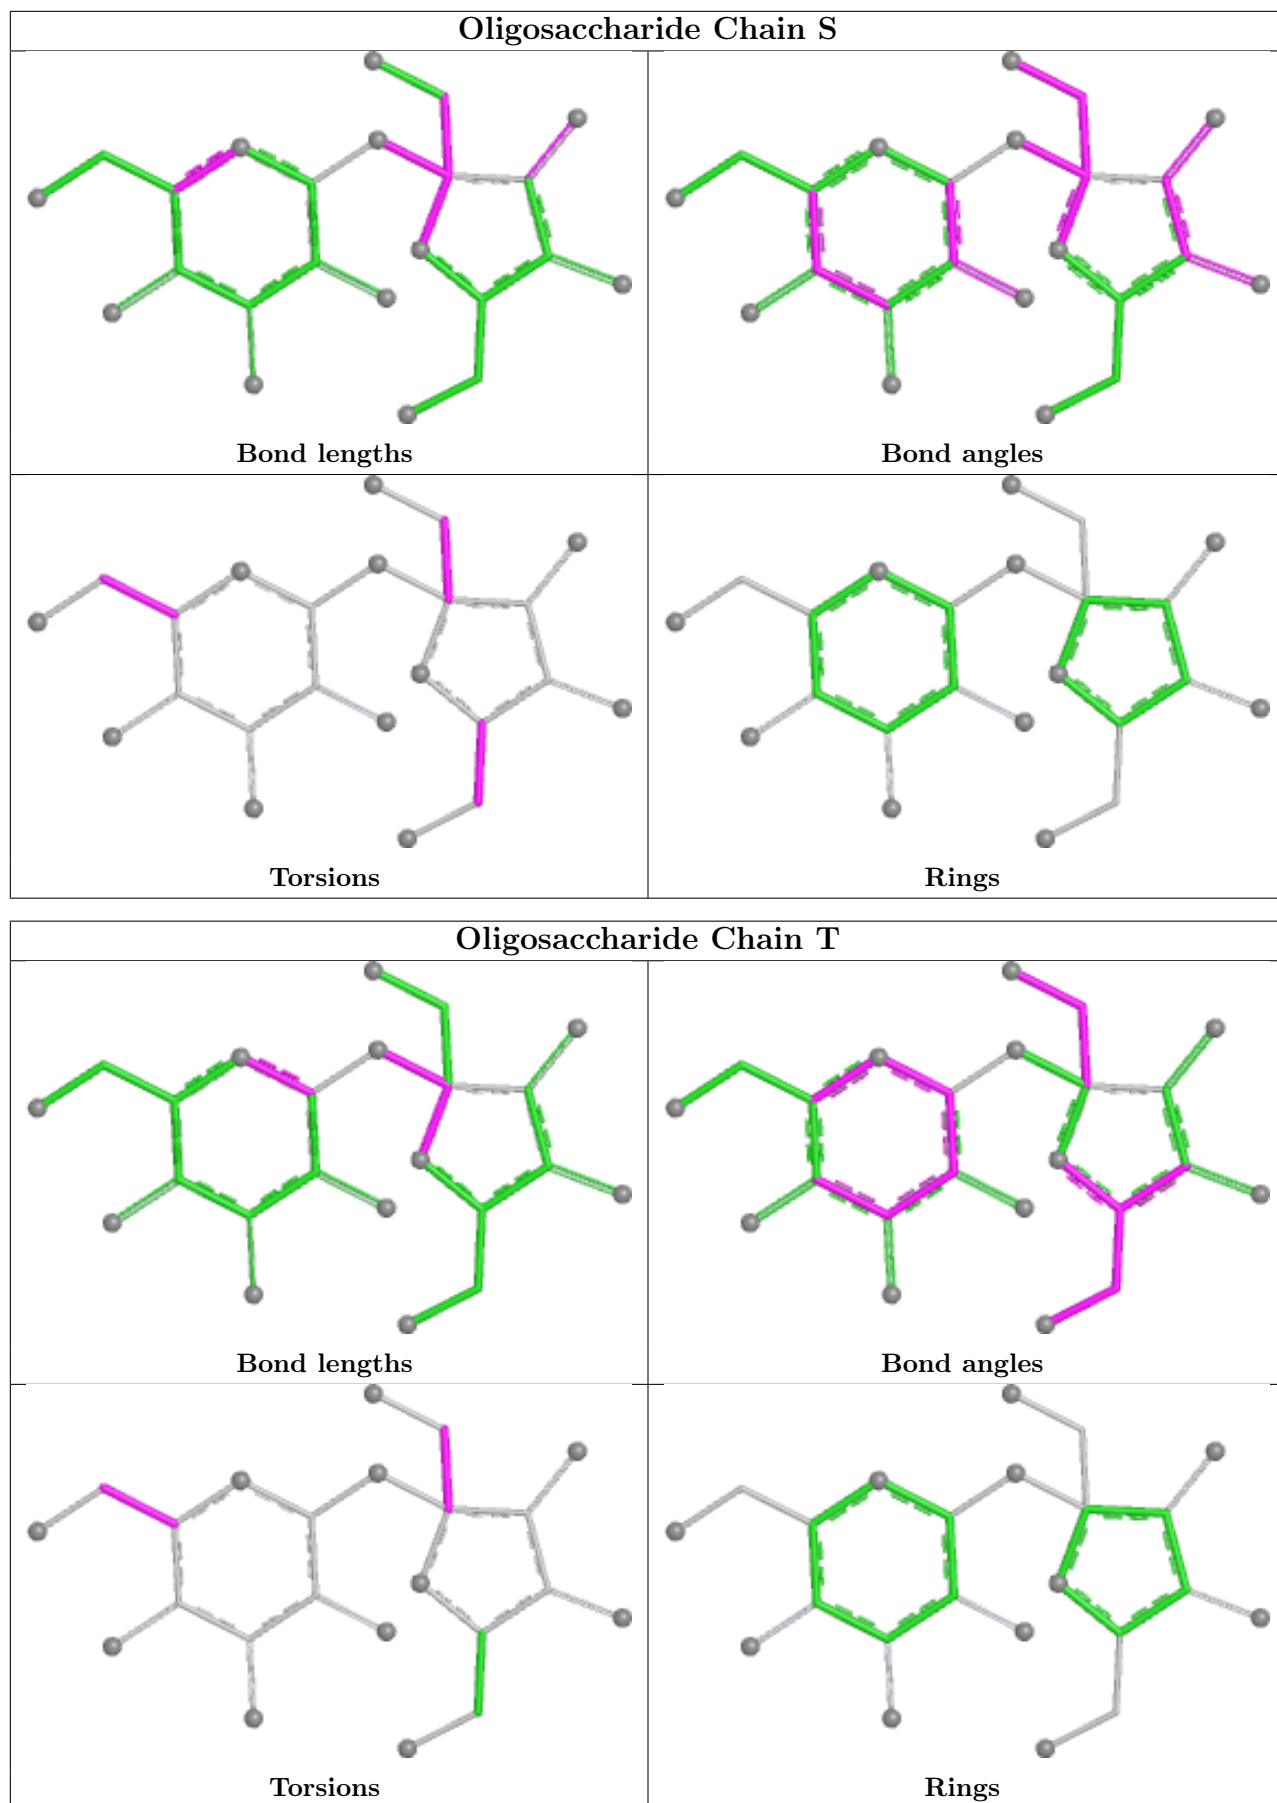 Oligosaccharide Chain S
Bond lengths
Bond angles
Torsions
Rings
Oligosaccharide Chain T
Bond lengths
Bond angles
Torsions
Rings